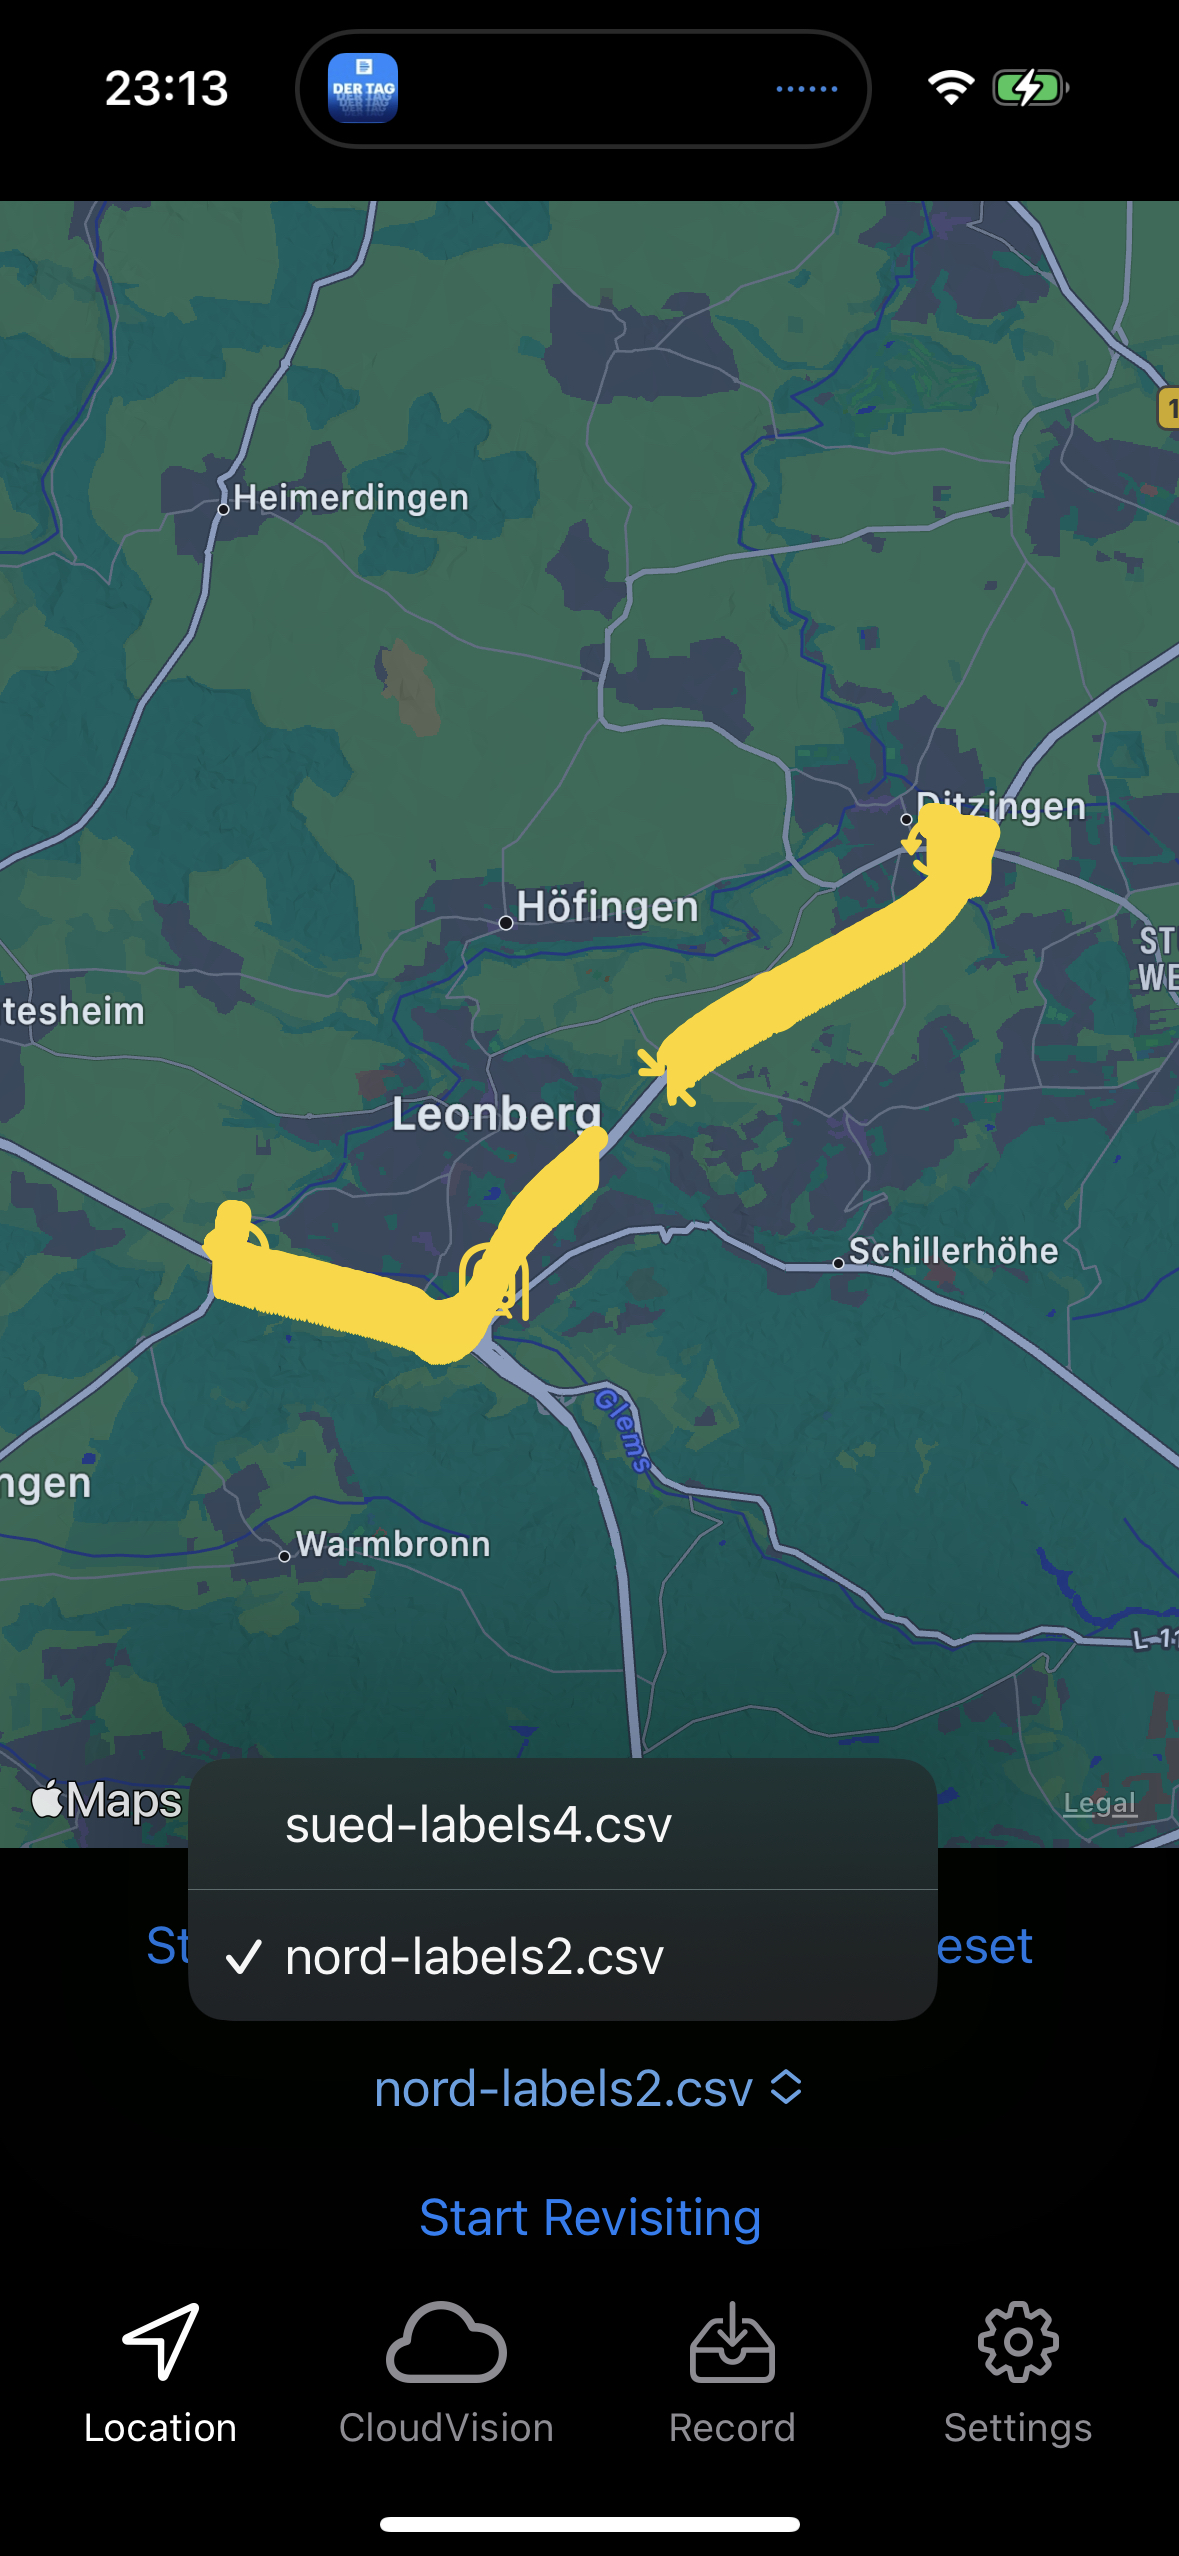 23:13
DER TAG
Heimerdingen
1
Ditzingen
Höfingen
ST
WE
tesheim
Leonberg
Schillerhöhe
Glems
ngen
Warmbronn
L 11
Maps
Legal
sued-labels4.csv
St
eset
nord-labels2.csv
nord-labels2.csv
Start Revisiting
Location
CloudVision
Record
Settings